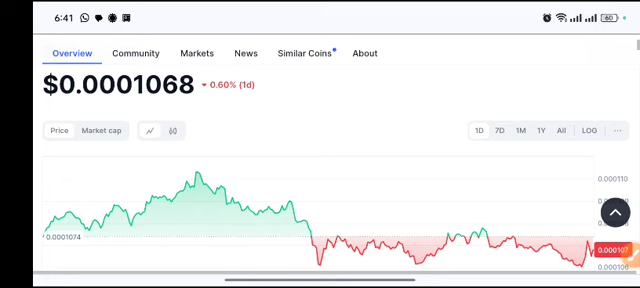 6:41 60
Overview Community Markets News Similar Coins About
$0.0001068 0.60% (1d)
Price Market cap 1D 7D 1M 1Y All LOG ...
0.000110
0.0001074
0.000107
0.000106